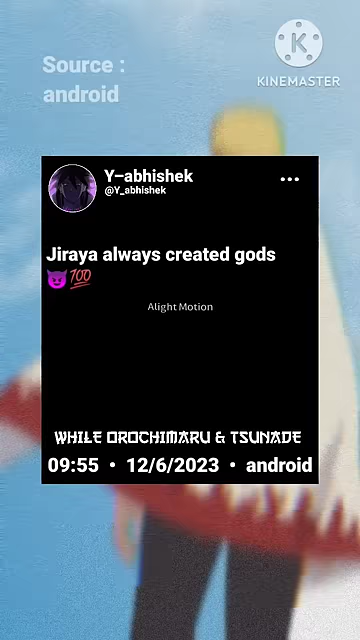 Source :
android
KINEMASTER
Y–abhishek
@Y_abhishek
Jiraya always created gods
😈💯
Alight Motion
WHILE OROCHIMARU & TSUNADE
09:55 • 12/6/2023 • android